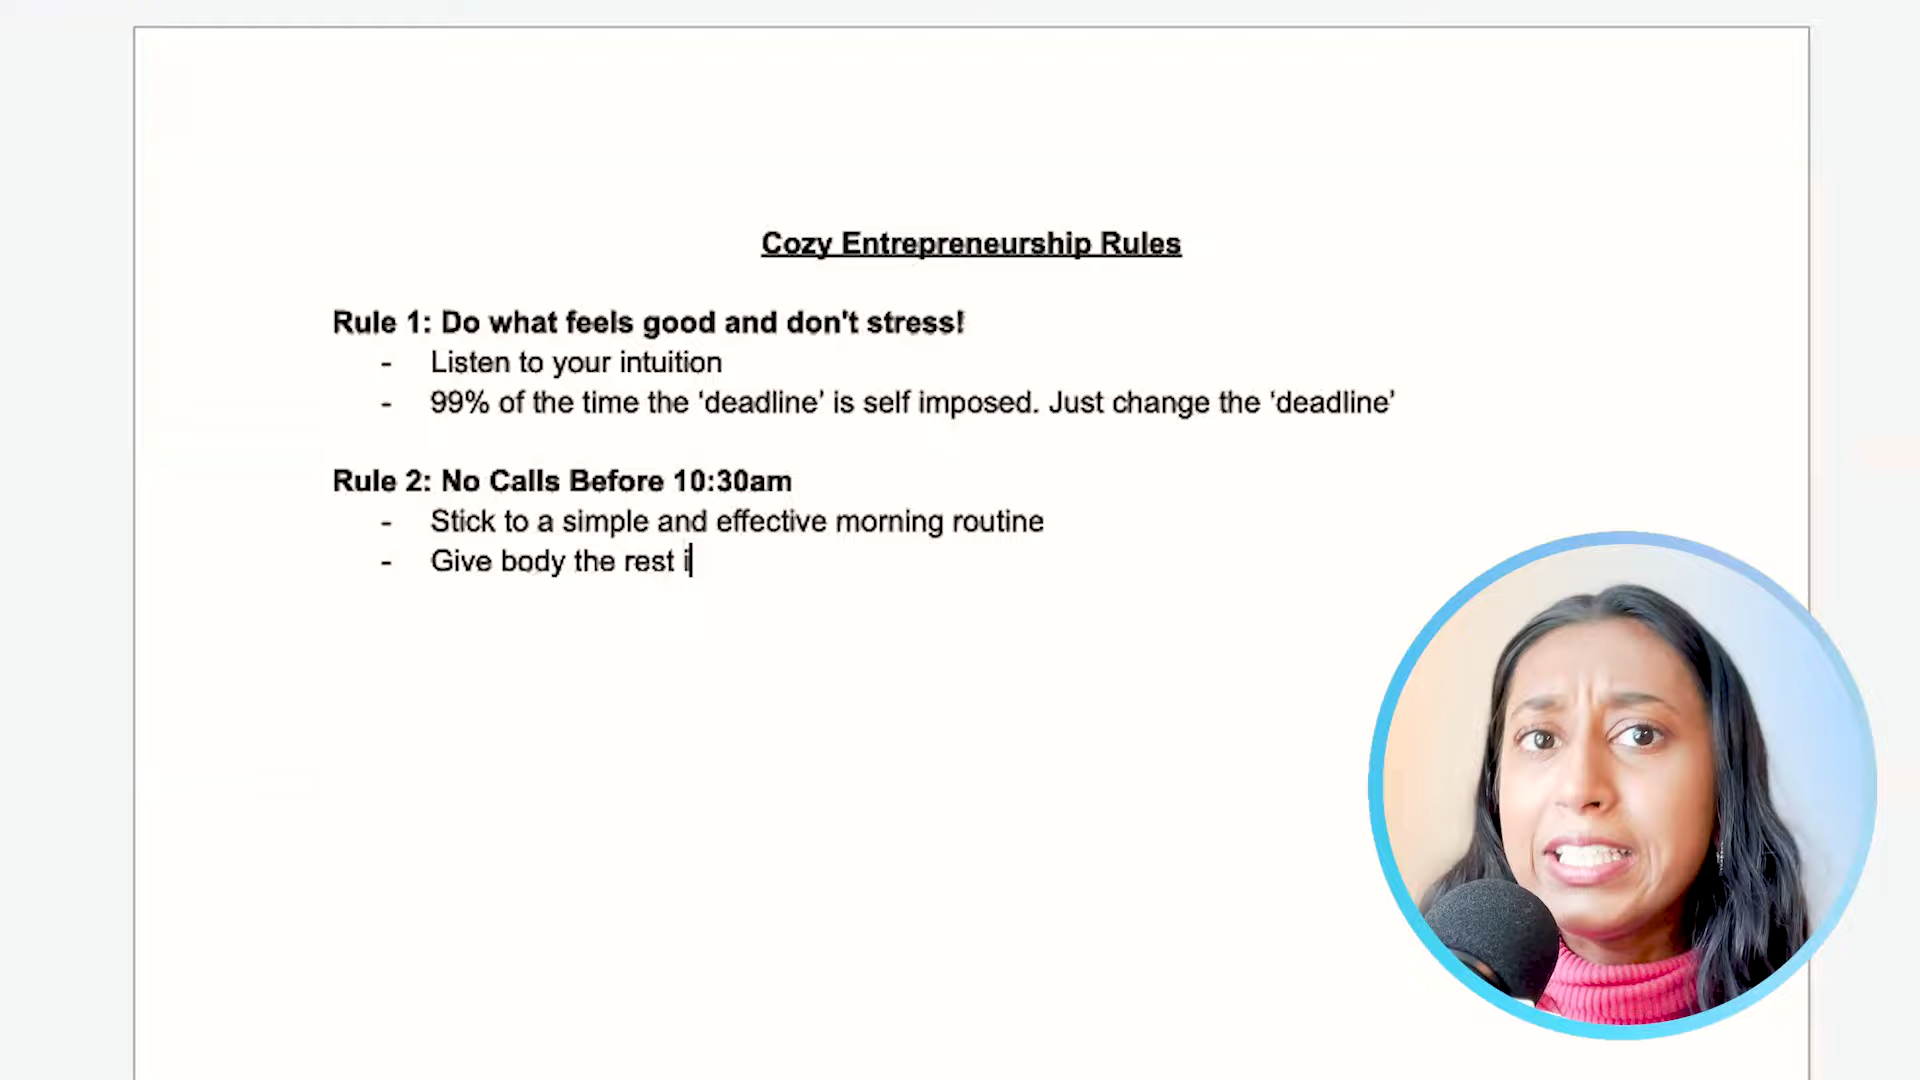 Cozy Entrepreneurship Rules
Rule 1: Do what feels good and don't stress!
- Listen to your intuition
- 99% of the time the ‘deadline’ is self imposed. Just change the ‘deadline’
Rule 2: No Calls Before 10:30am
- Stick to a simple and effective morning routine
- Give body the rest i